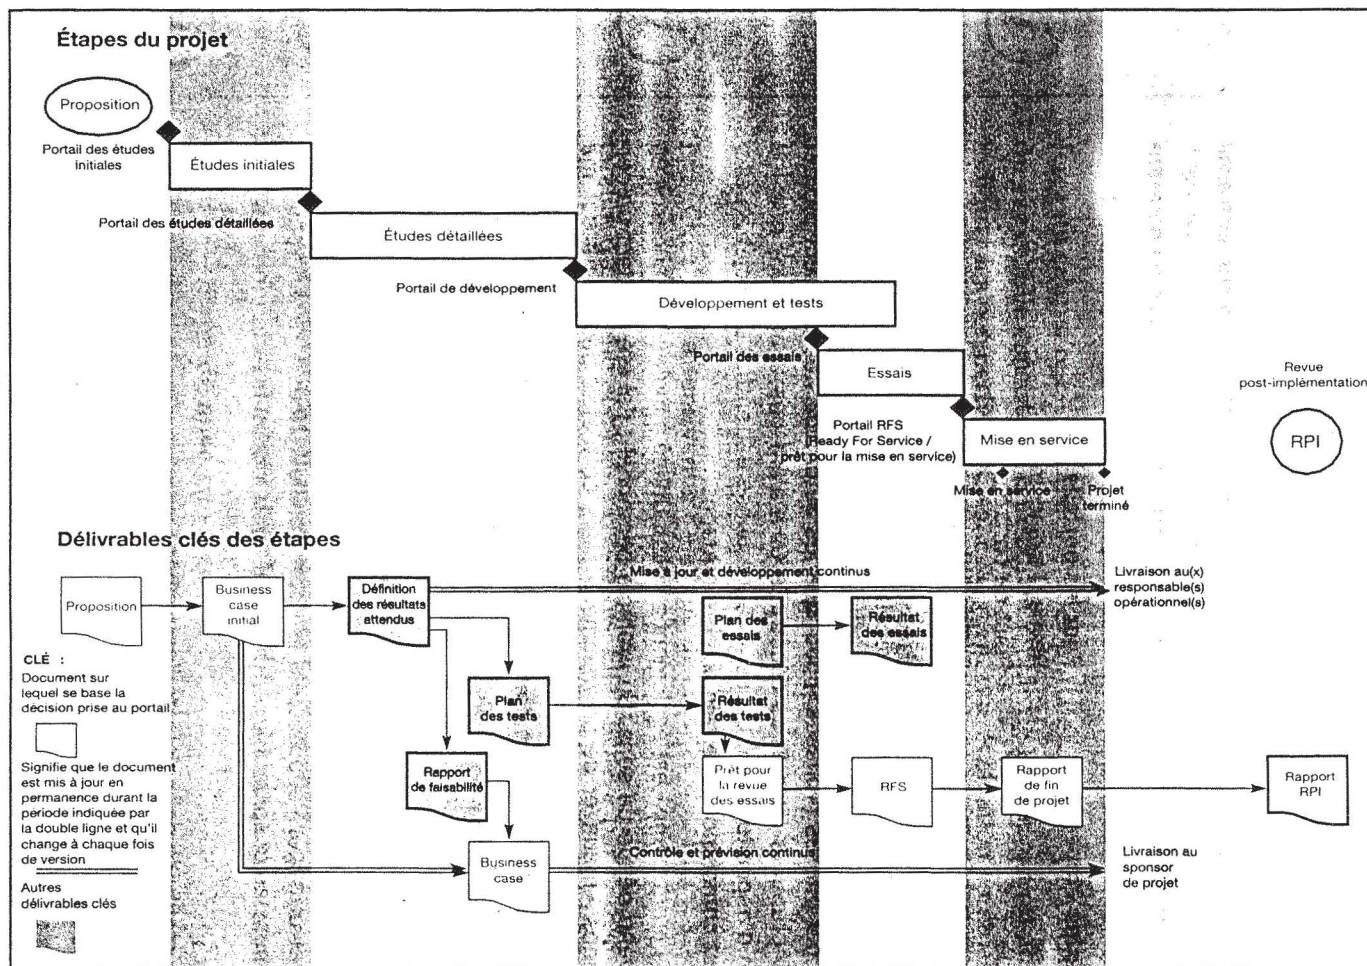 Étapes du projet
Proposition
Portail des études
initiales
Études initiales
Portail des études détaillées
Études détaillées
Portail de développement
Développement et tests
Portail des essais
Essais
Revue
post-implémentation
RPI
Portail RFS
(Ready For Service /
prêt pour la mise en service)
Mise en service
Mise en service
Projet
terminé
Délivrables clés des étapes
Mise à jour et développement continus
Livraison au(x)
responsable(s)
opérationnel(s)
Proposition
Business
case
initial
Définition
des résultats
attendus
Plan des
essais
Résultat
des essais
CLÉ :
Document sur
lequel se base la
décision prise au portail
Plan
des tests
Résultat
des tests
Signifie que le document
est mis à jour en
permanence durant la
période indiquée par
la double ligne et qu'il
change à chaque fois
de version
Rapport
de faisabilité
Prêt pour
la revue
des essais
RFS
Rapport
de fin
de projet
Rapport
RPI
Business
case
Contrôle et prévision continus
Livraison au
sponsor
de projet
Autres
délivrables clés